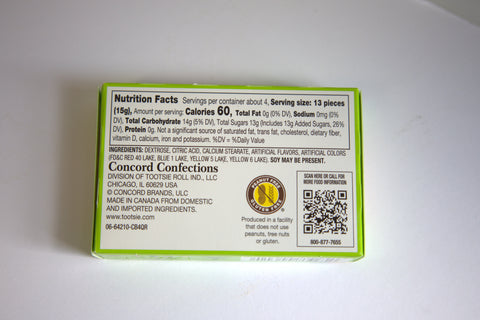 Nutrition Facts Servings per container about 4, Serving size: 13 pieces
(15g), Amount per serving: Calories 60, Total Fat 0g (0% DV), Sodium 0mg (0%
DV), Total Carbohydrate 14g (5% DV), Total Sugars 13g (Includes 13g Added Sugars, 26%
DV), Protein 0g. Not a significant source of saturated fat, trans fat, cholesterol, dietary fiber,
vitamin D, calcium, iron and potassium. %DV = %Daily Value
INGREDIENTS: DEXTROSE, CITRIC ACID, CALCIUM STEARATE, ARTIFICIAL FLAVORS, ARTIFICIAL COLORS
(FD&C RED 40 LAKE, BLUE 1 LAKE, YELLOW 5 LAKE, YELLOW 6 LAKE). SOY MAY BE PRESENT.
Concord Confections
DIVISION OF TOOTSIE ROLL IND., LLC
CHICAGO, IL 60629 USA
© CONCORD BRANDS, ULC
MADE IN CANADA FROM DOMESTIC
AND IMPORTED INGREDIENTS.
www.tootsie.com
06-64210-CB4QR
PEANUT FREE
GLUTEN FREE
Produced in a facility
that does not use
peanuts, tree nuts
or gluten.
SCAN HERE OR CALL FOR
MORE FOOD INFORMATION
800-877-7655